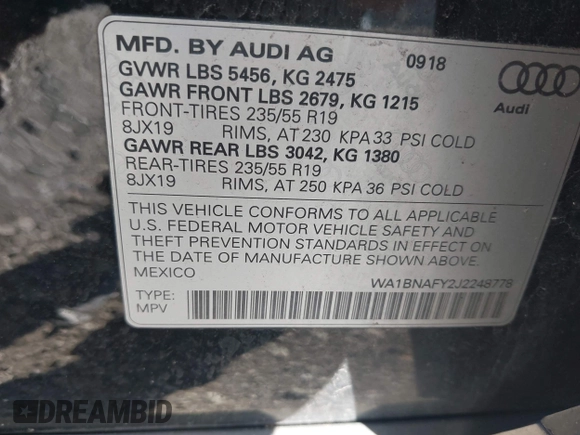 MFD. BY AUDI AG 0918
GVWR LBS 5456, KG 2475
GAWR FRONT LBS 2679, KG 1215
FRONT-TIRES 235/55 R19
8JX19 RIMS, AT 230 KPA 33 PSI COLD
GAWR REAR LBS 3042, KG 1380
REAR-TIRES 235/55 R19
8JX19 RIMS, AT 250 KPA 36 PSI COLD
Audi
THIS VEHICLE CONFORMS TO ALL APPLICABLE
U.S. FEDERAL MOTOR VEHICLE SAFETY AND
THEFT PREVENTION STANDARDS IN EFFECT ON
THE DATE OF MANUFACTURE SHOWN ABOVE.
MEXICO
WA1BNAFY2J2248778
TYPE:
MPV
DREAMBID